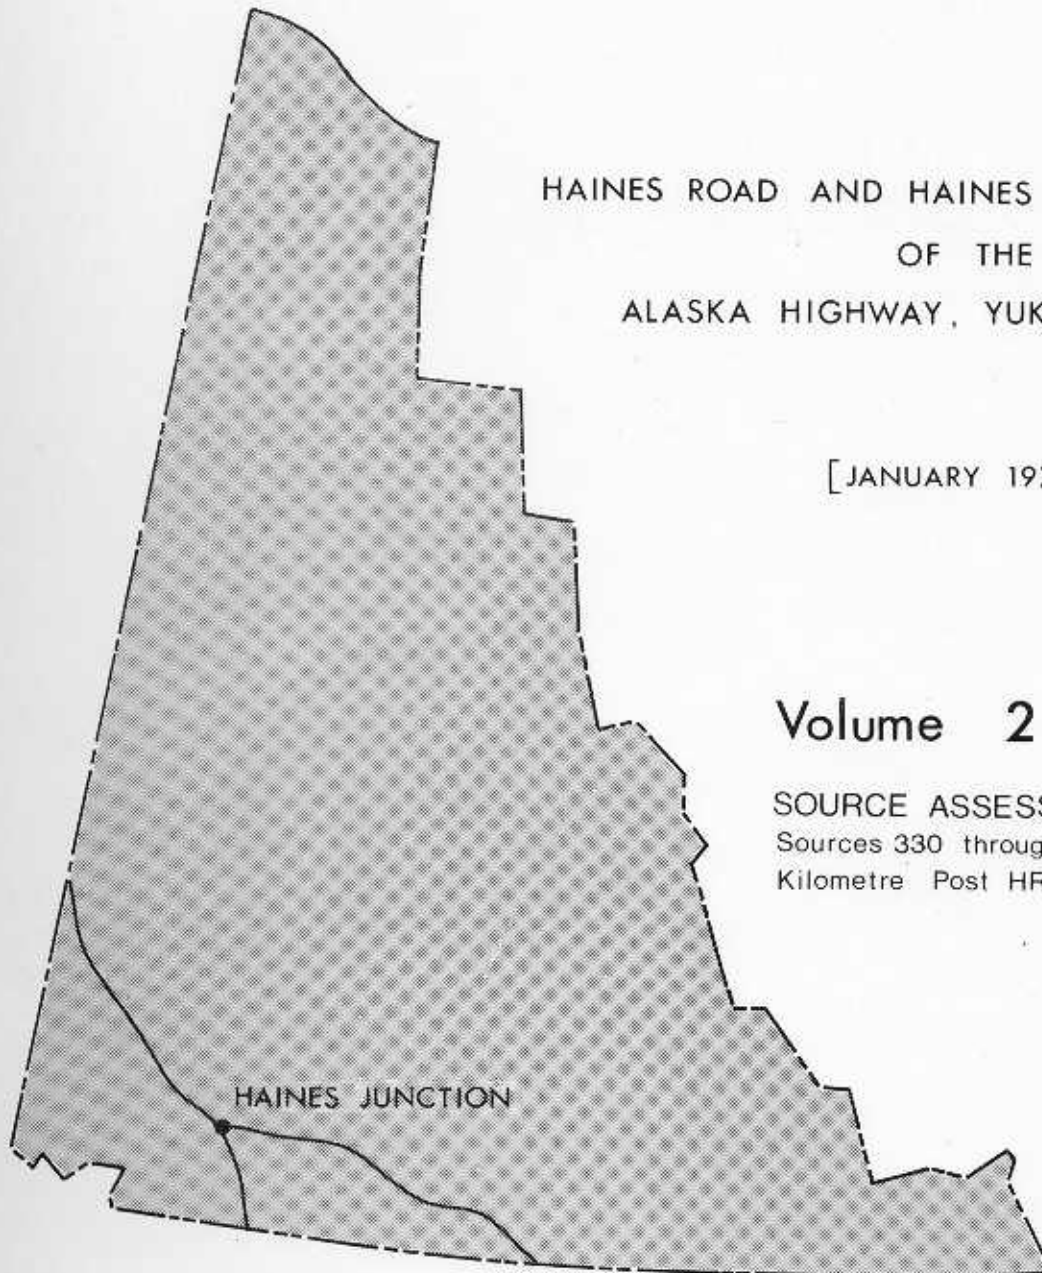 HAINES ROAD AND HAINES
OF THE
ALASKA HIGHWAY, YUK
[JANUARY 197
Volume 2
SOURCE ASSESS
Sources 330 throug
Kilometre Post HR
HAINES JUNCTION